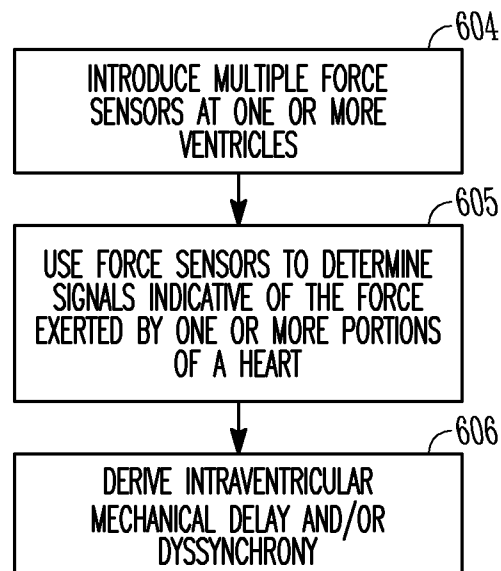 604
INTRODUCE MULTIPLE FORCE
SENSORS AT ONE OR MORE
VENTRICLES
605
USE FORCE SENSORS TO DETERMINE
SIGNALS INDICATIVE OF THE FORCE
EXERTED BY ONE OR MORE PORTIONS
OF A HEART
606
DERIVE INTRAVENTRICULAR
MECHANICAL DELAY AND/OR
DYSSYNCHRONY